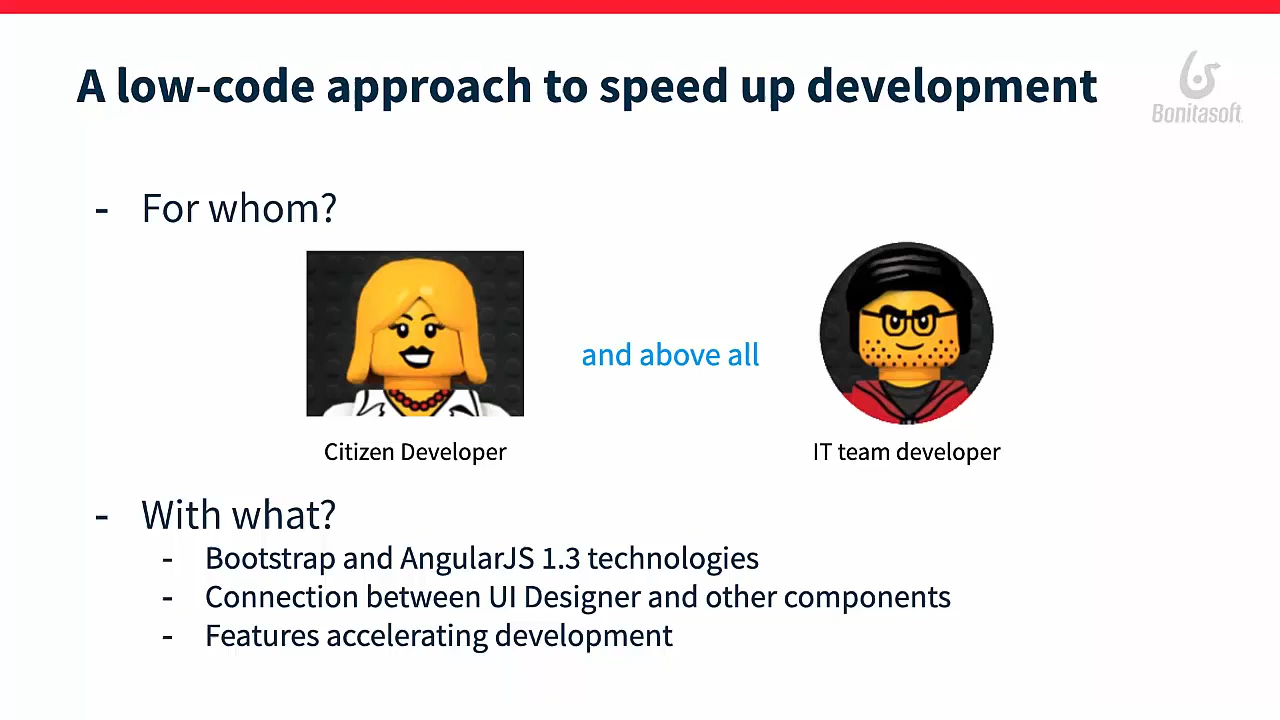 A low-code approach to speed up development
Bonitasoft
- For whom?
and above all
Citizen Developer
IT team developer
- With what?
- Bootstrap and AngularJS 1.3 technologies
- Connection between UI Designer and other components
- Features accelerating development